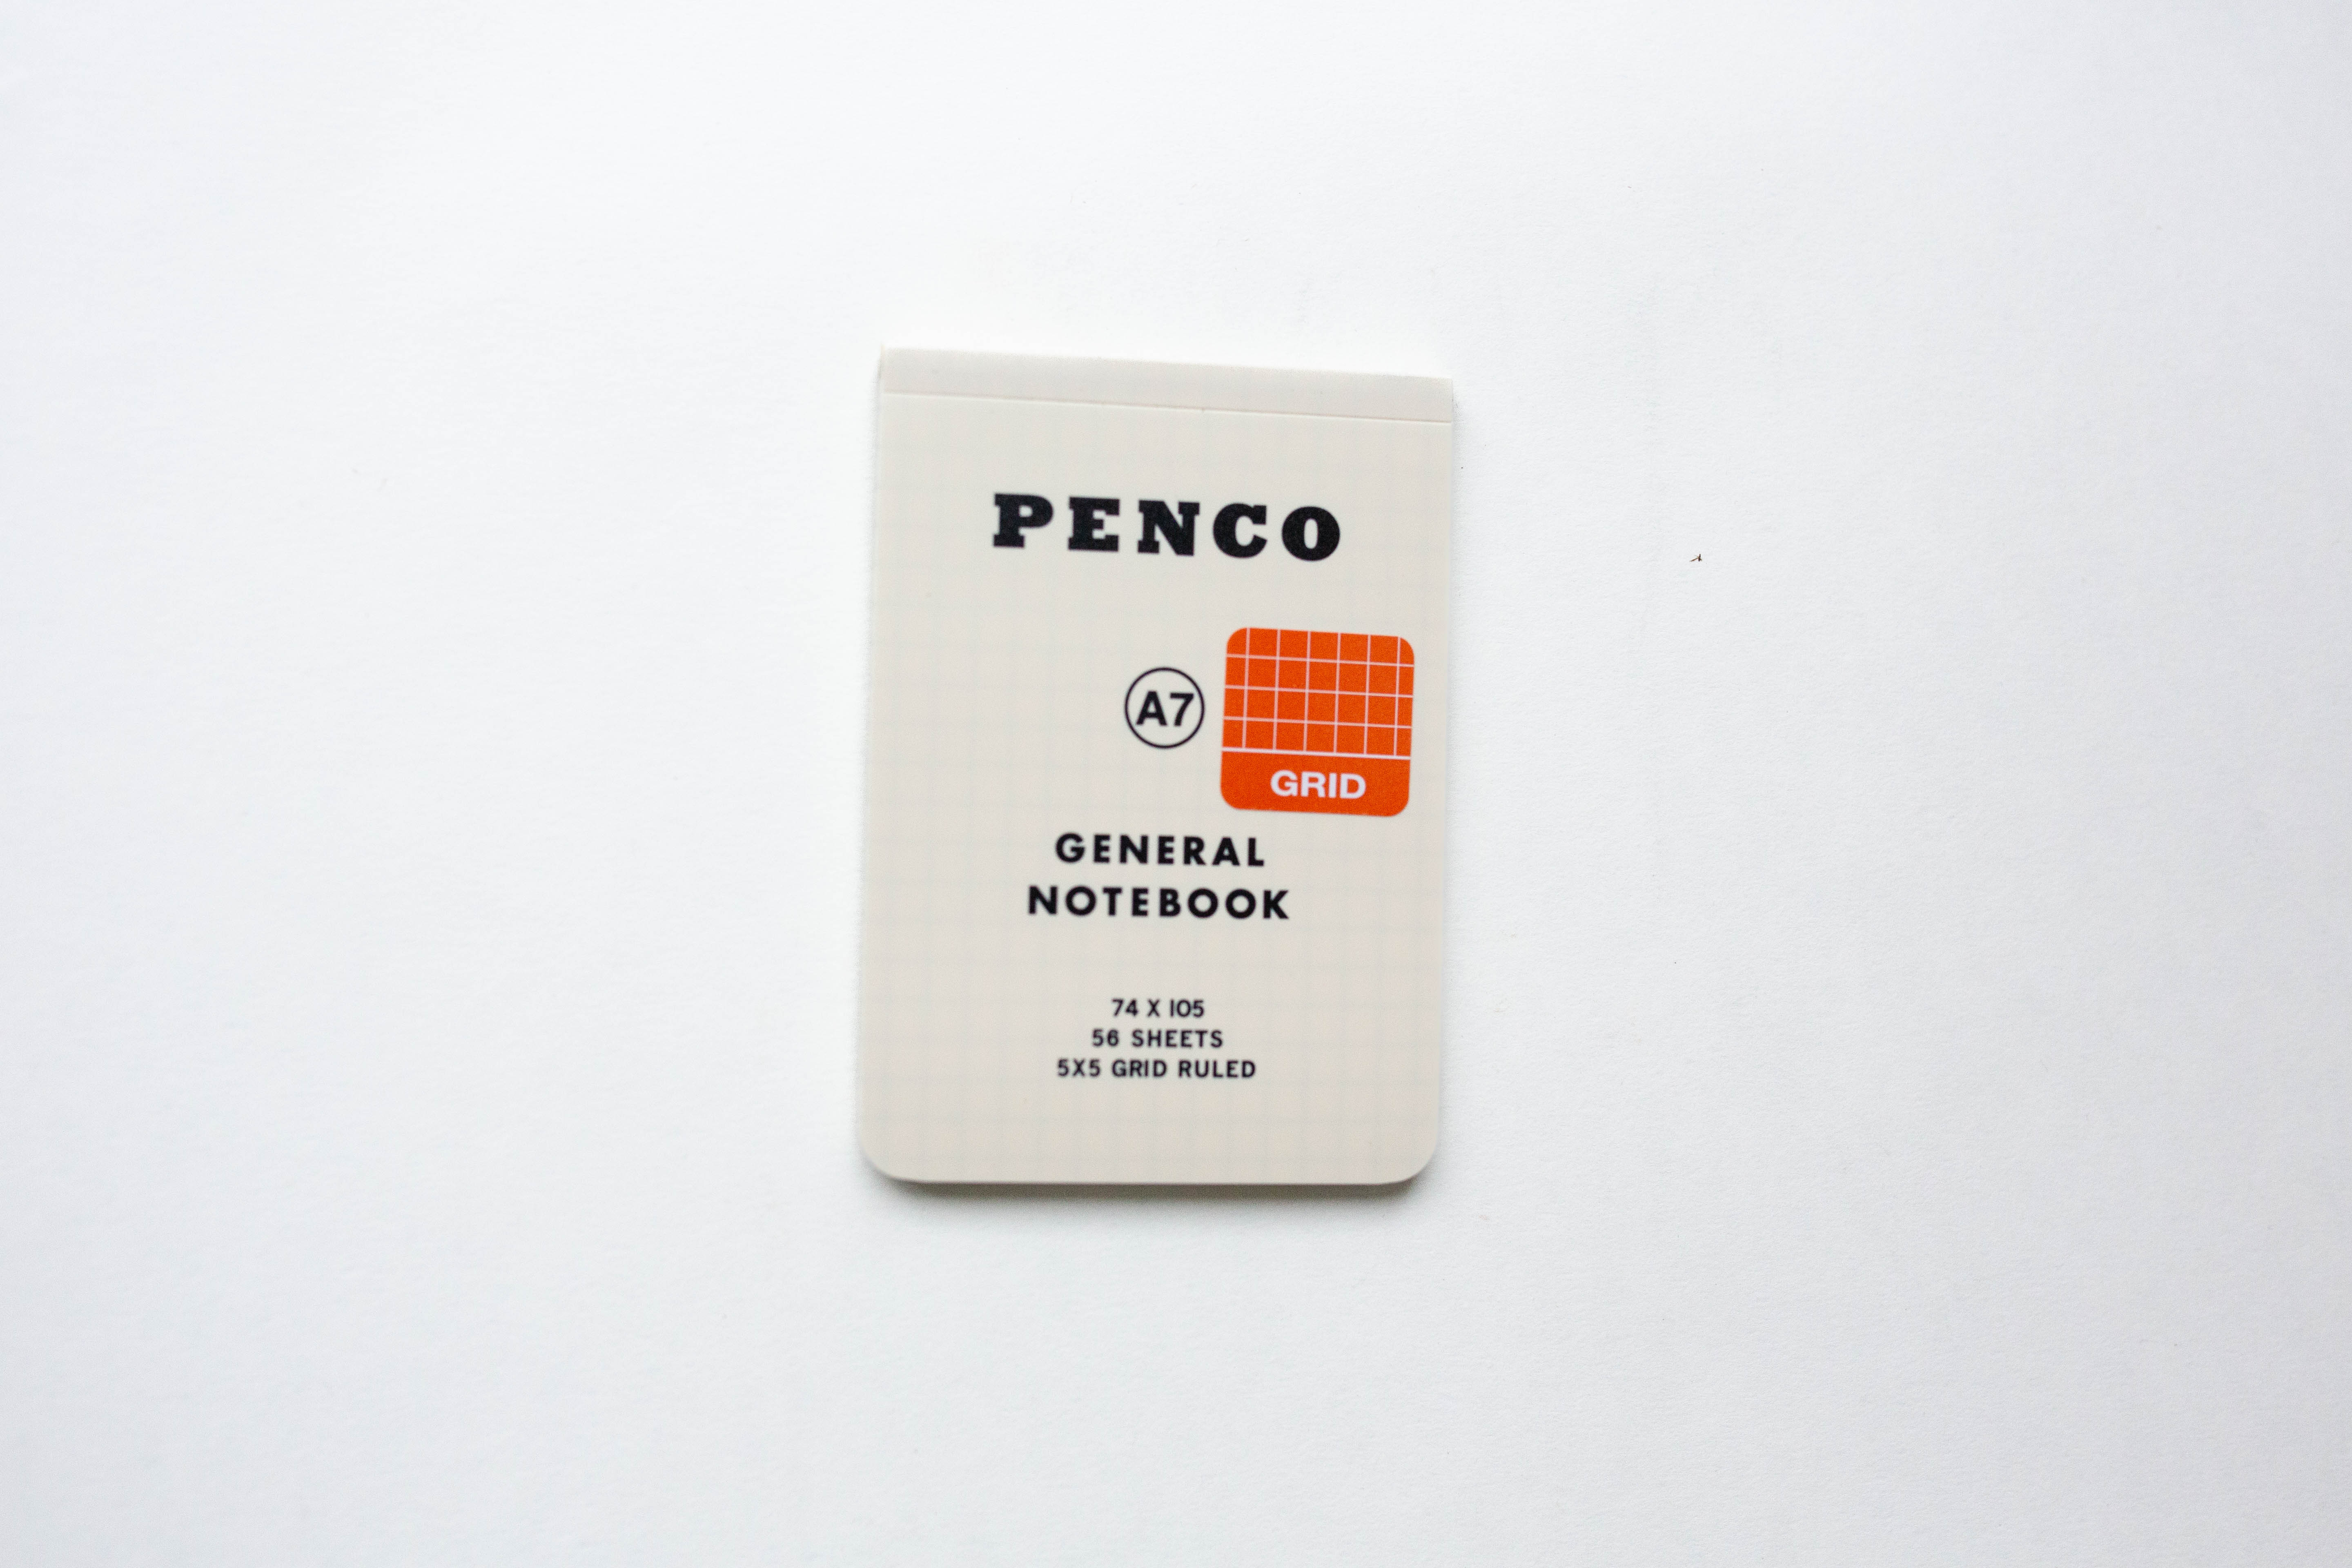 PENCO
A7
GRID
GENERAL
NOTEBOOK
74 X 105
56 SHEETS
5X5 GRID RULED